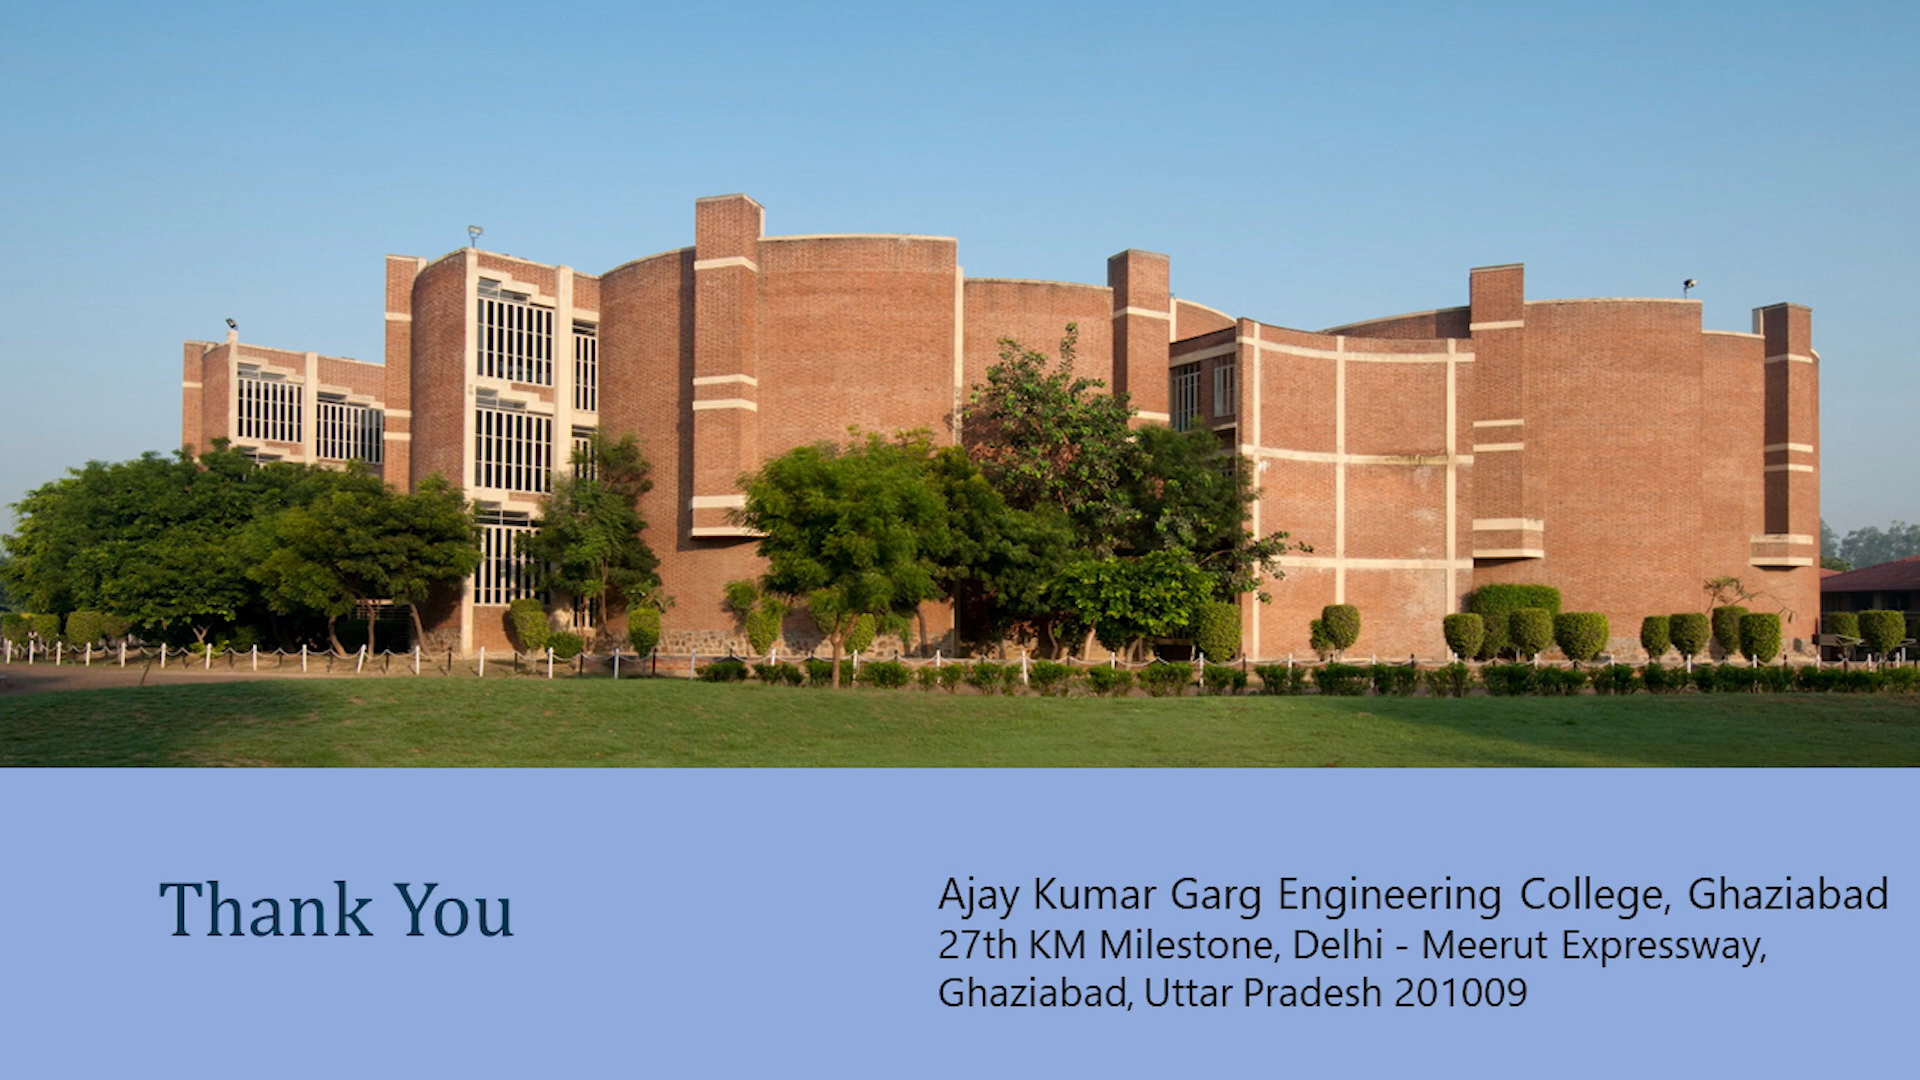 Thank You
Ajay Kumar Garg Engineering College, Ghaziabad
27th KM Milestone, Delhi - Meerut Expressway,
Ghaziabad, Uttar Pradesh 201009